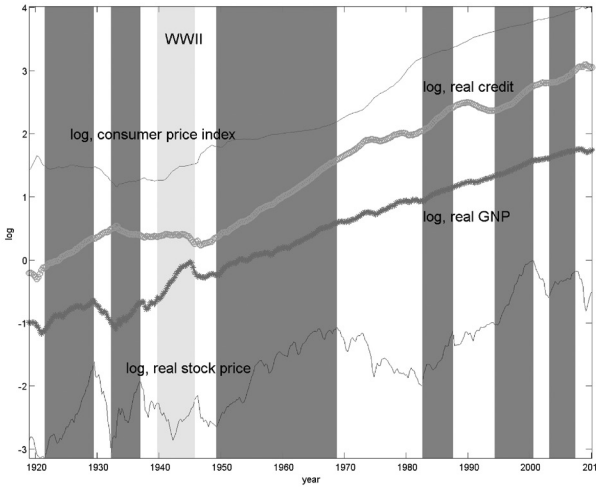 4
3
2
1
0
-1
-2
-3
log
WWII
log, real credit
log, consumer price index
log, real GNP
log, real stock price
1920 1930 1940 1950 1960 1970 1980 1990 2000 201
year